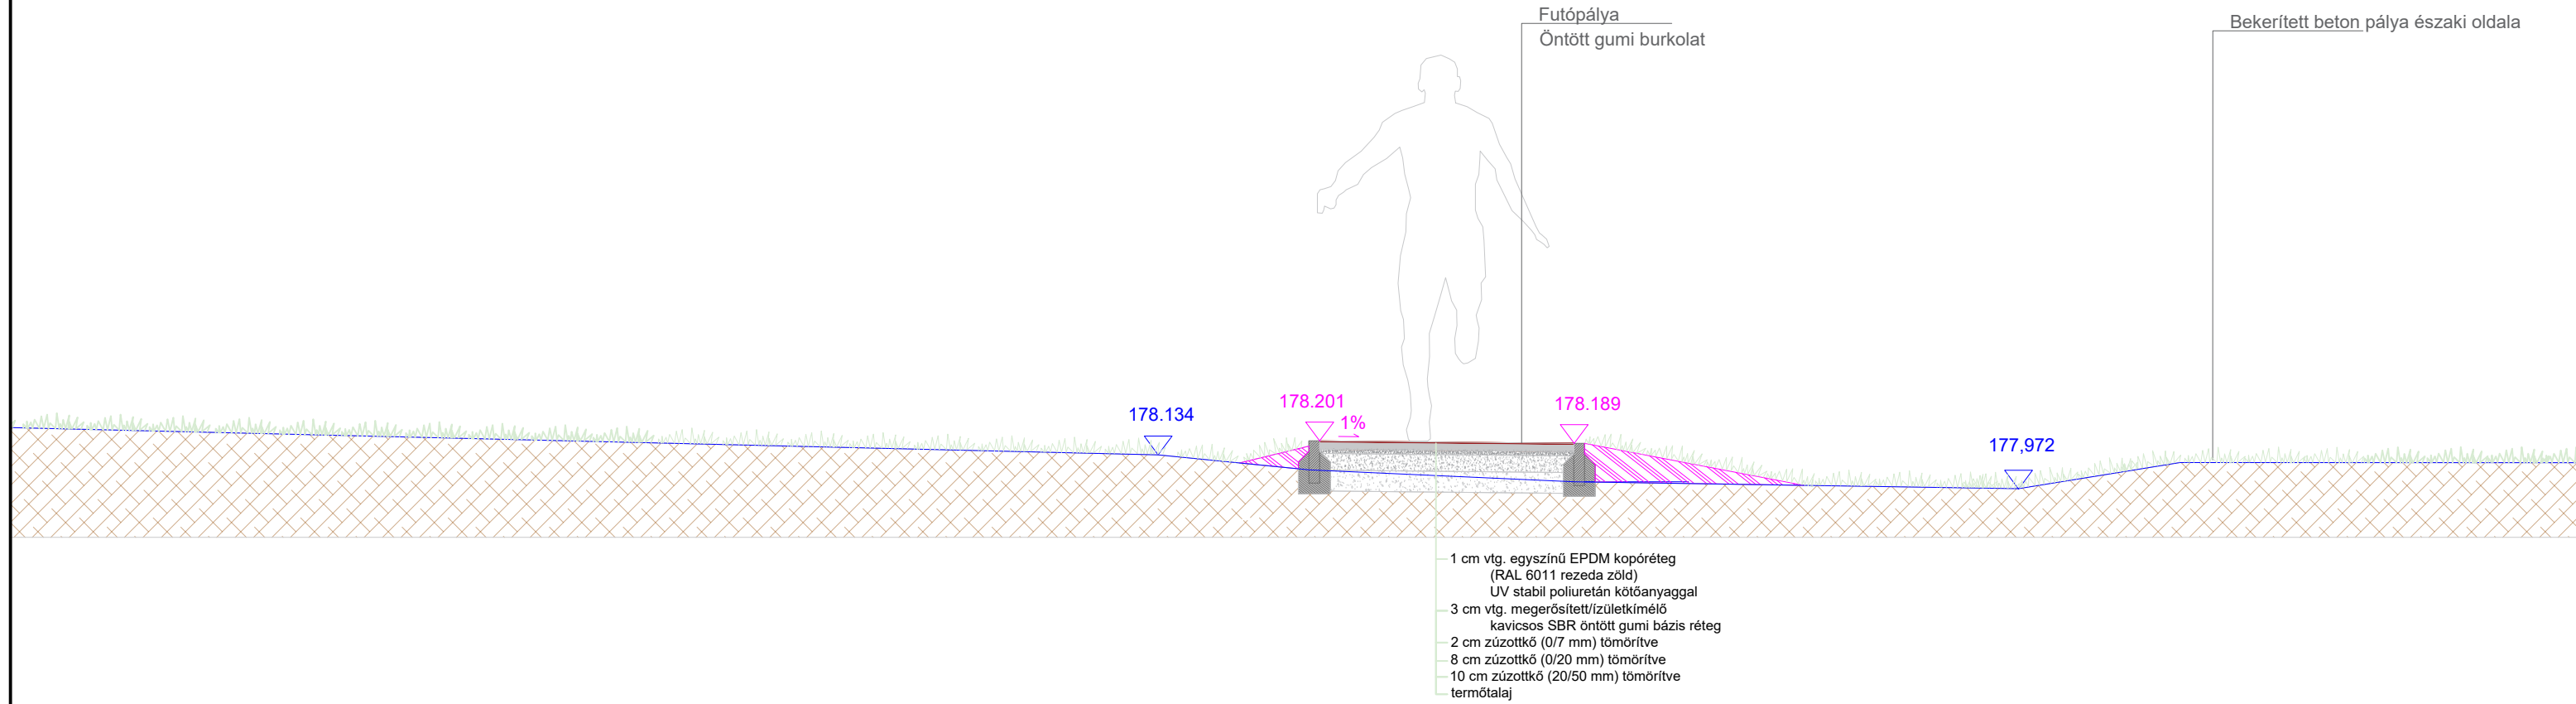 Futópálya
Öntött gumi burkolat
Bekerített beton pálya északi oldala
178.134
178.201
1%
178.189
177,972
1 cm vtg. egyszínű EPDM kopóréteg
(RAL 6011 rezeda zöld)
UV stabil poliuretán kötőanyaggal
3 cm vtg. megerősített/ízületkímélő
kavicsos SBR öntött gumi bázis réteg
2 cm zúzottkő (0/7 mm) tömörítve
8 cm zúzottkő (0/20 mm) tömörítve
10 cm zúzottkő (20/50 mm) tömörítve
termőtalaj